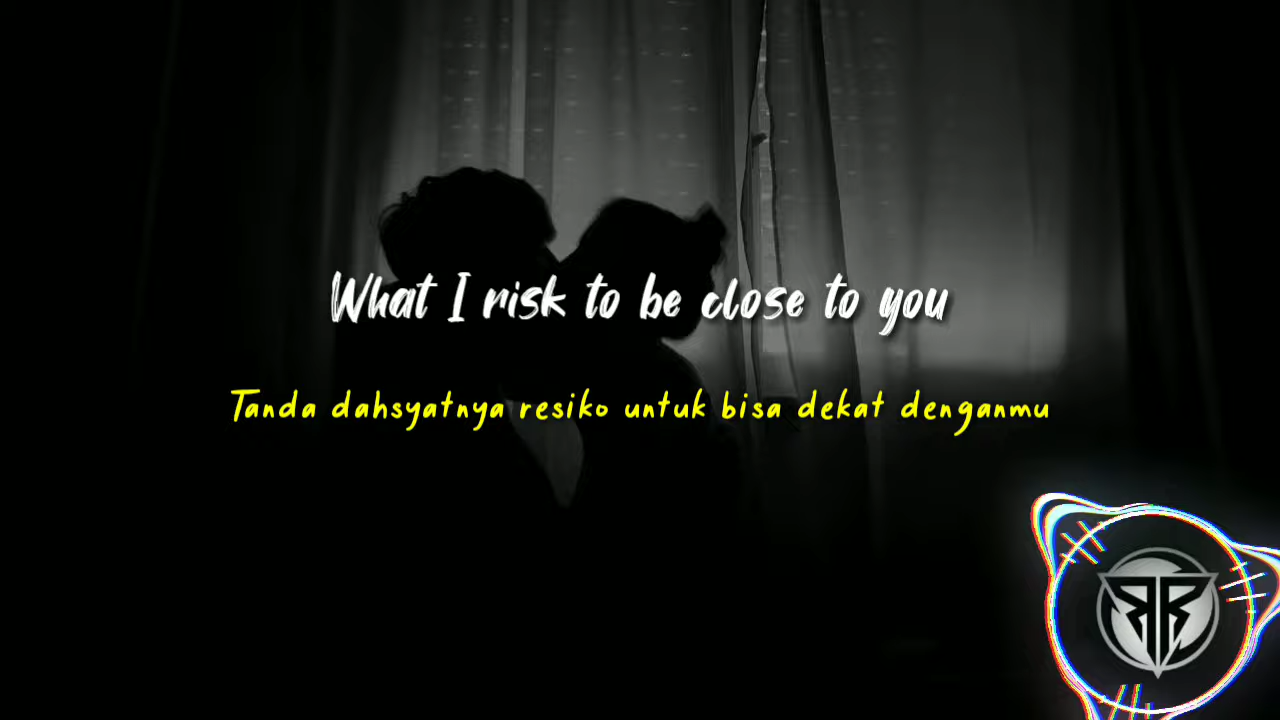 What I risk to be close to you
Tanda dahsyatnya resiko untuk bisa dekat denganmu